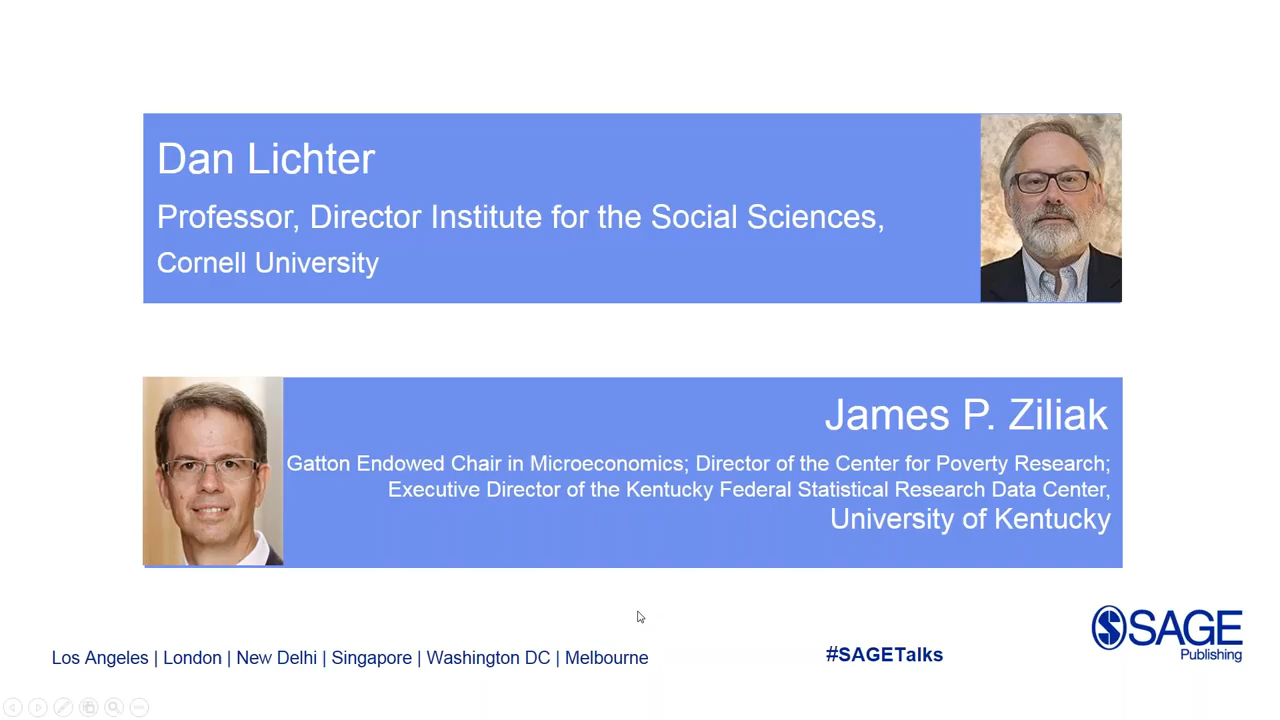 Dan Lichter
Professor, Director Institute for the Social Sciences,
Cornell University
James P. Ziliak
Gatton Endowed Chair in Microeconomics; Director of the Center for Poverty Research;
Executive Director of the Kentucky Federal Statistical Research Data Center,
University of Kentucky
Los Angeles | London | New Delhi | Singapore | Washington DC | Melbourne
#SAGETalks
SAGE
Publishing